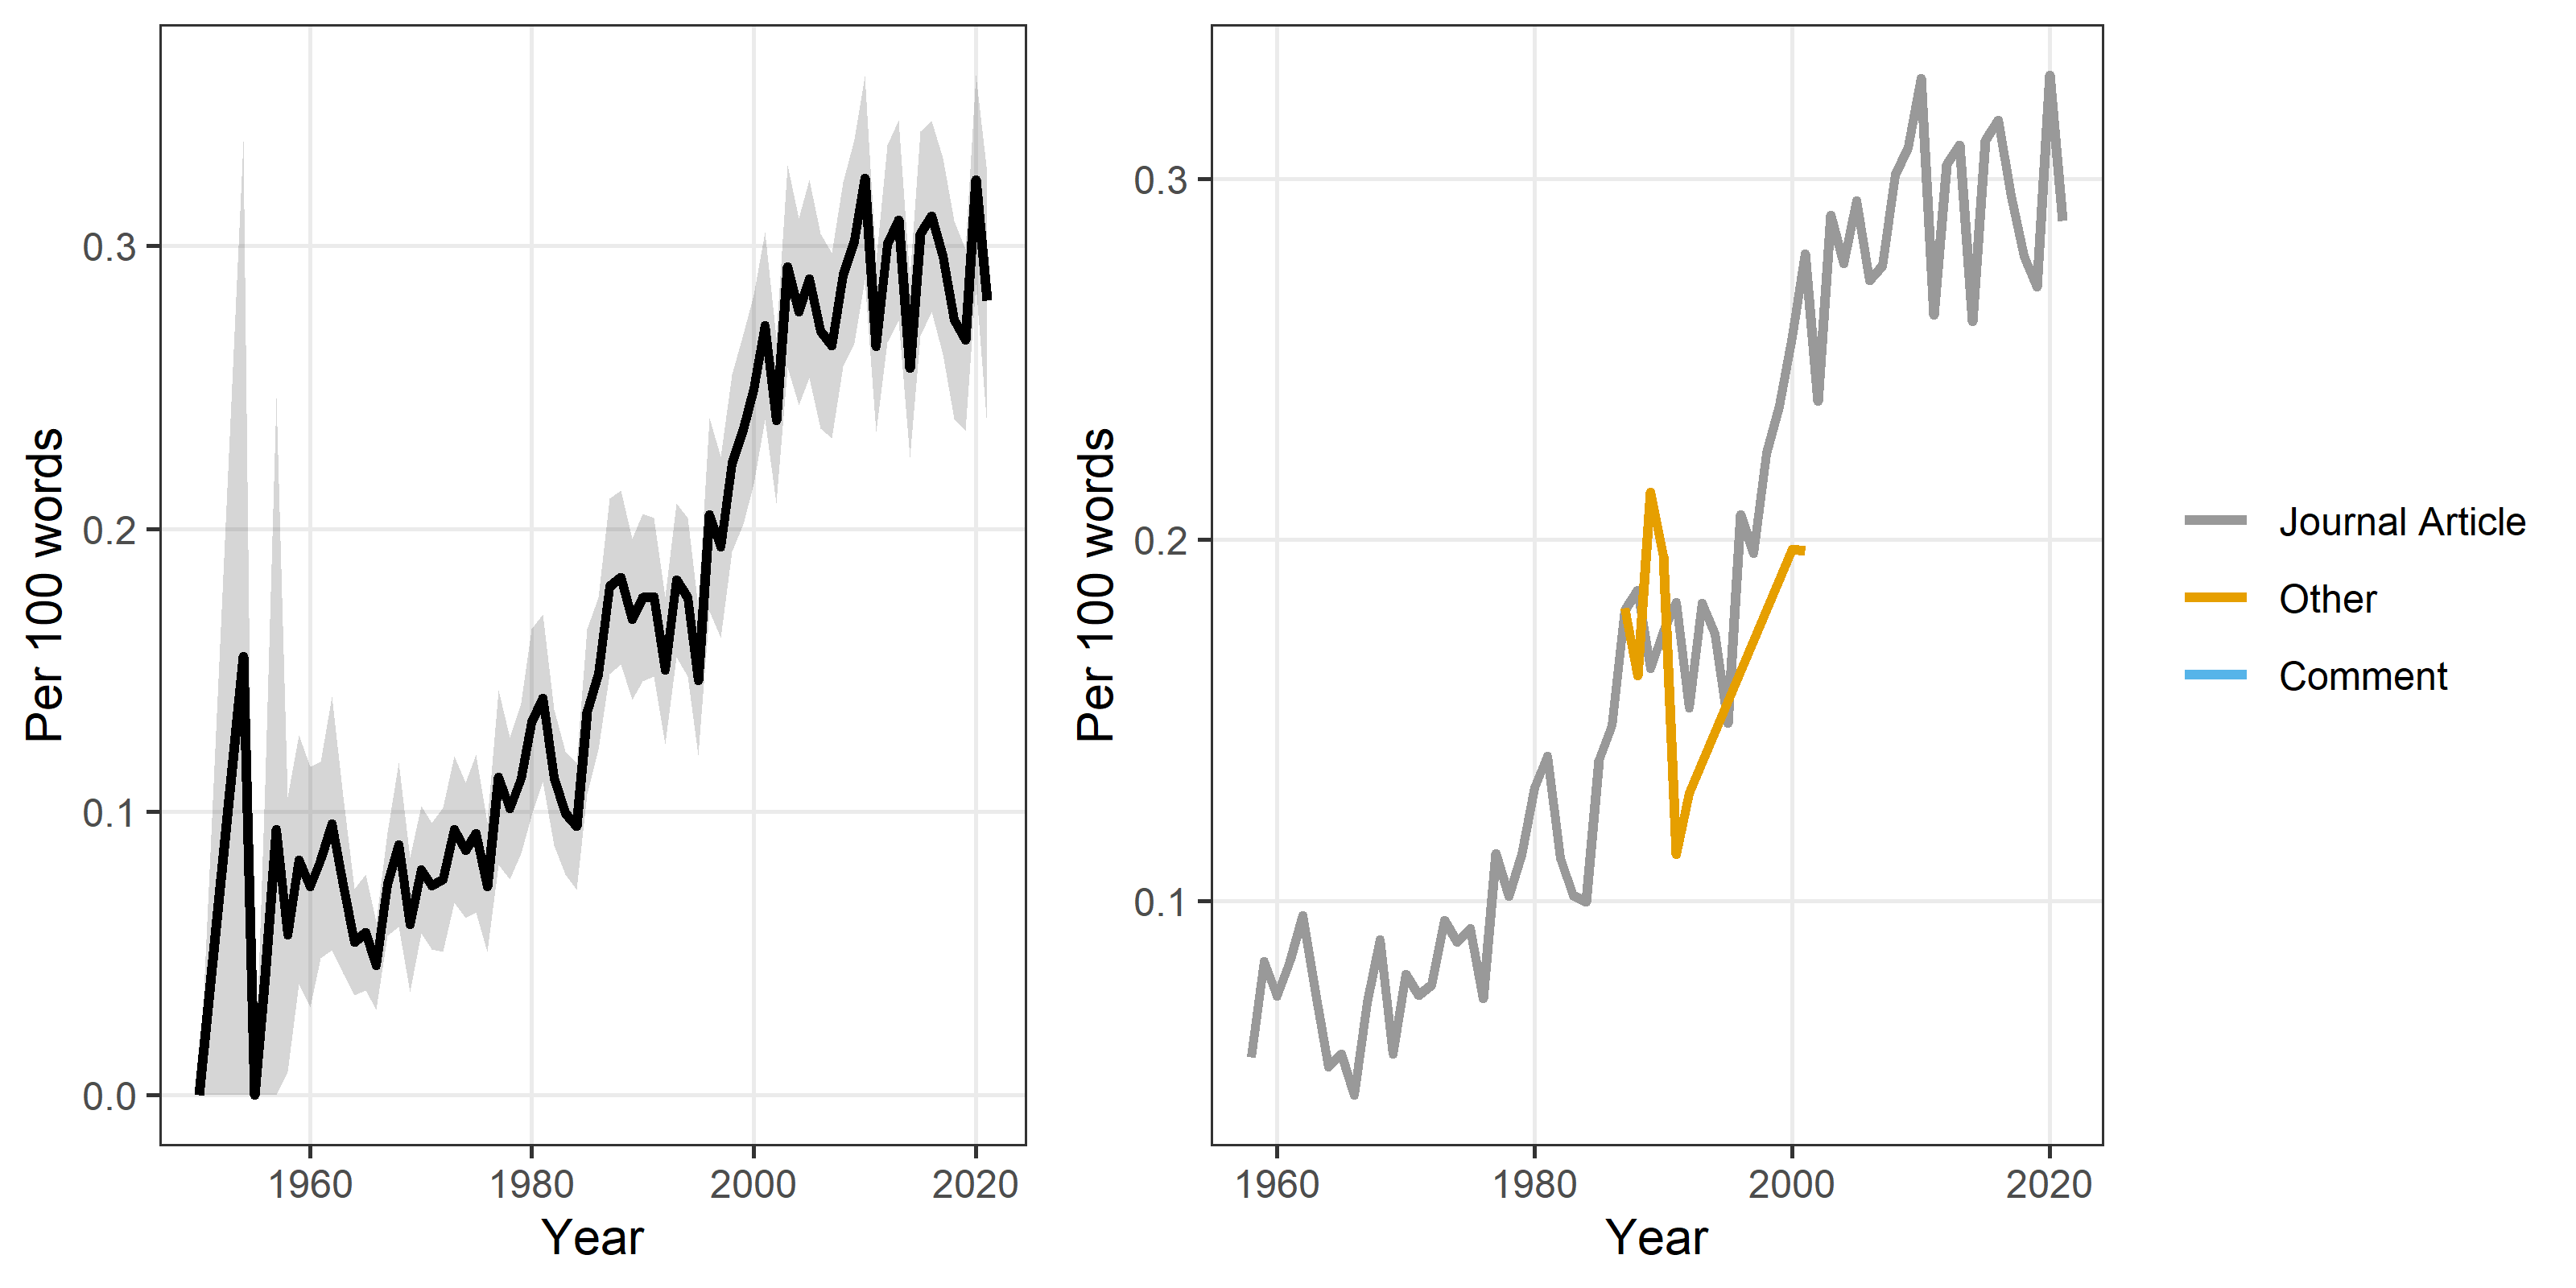 Per 100 words
0.3
0.2
0.1
0.0
1960 1980 2000 2020
Year
Per 100 words
0.3
0.2
0.1
1960 1980 2000 2020
Year
Journal Article
Other
Comment